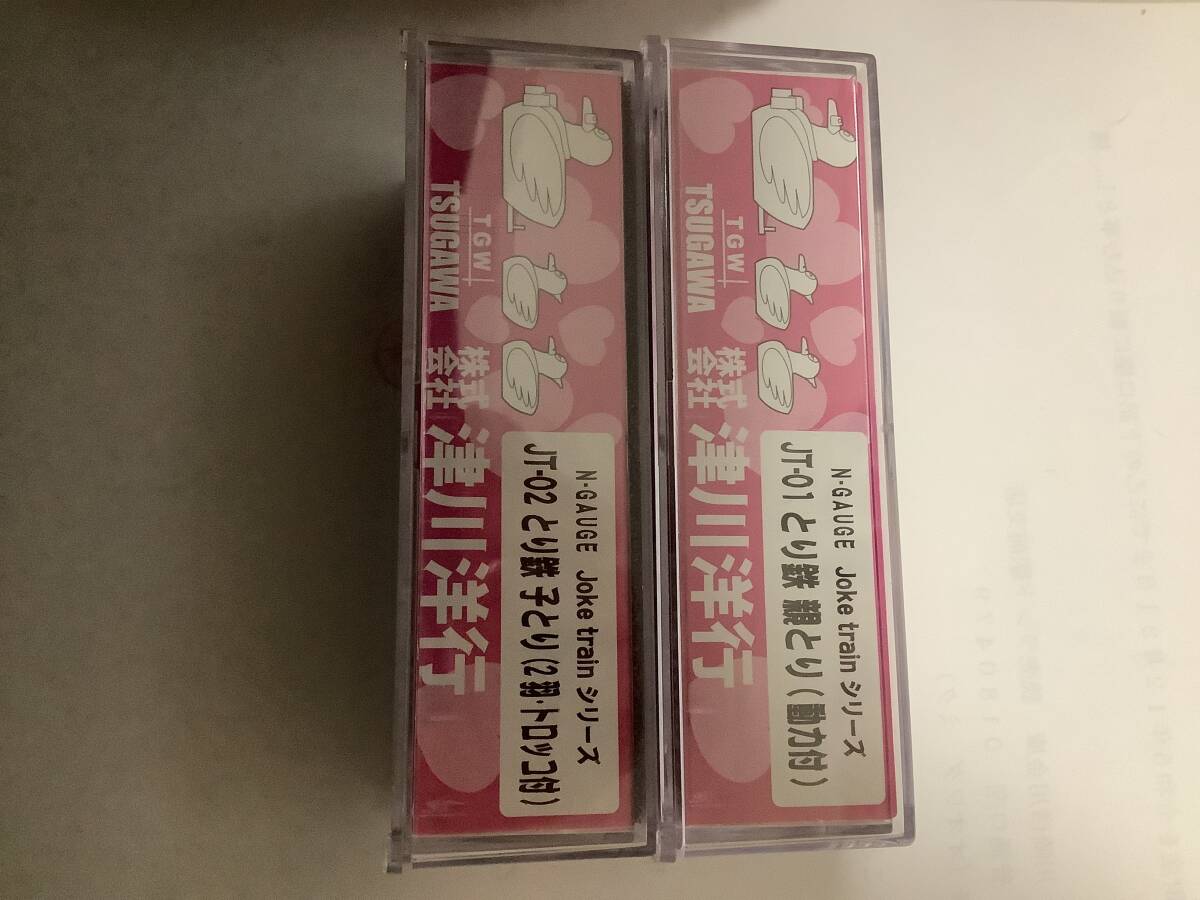 TGW
TSUGAWA
株式会社
津川洋行
N-GAUGE Joke train シリーズ
JT-01 とり鉄 親とり(動力付)
TGW
TSUGAWA
株式会社
津川洋行
N-GAUGE Joke train シリーズ
JT-02 とり鉄 子とり(2羽・トロッコ付)